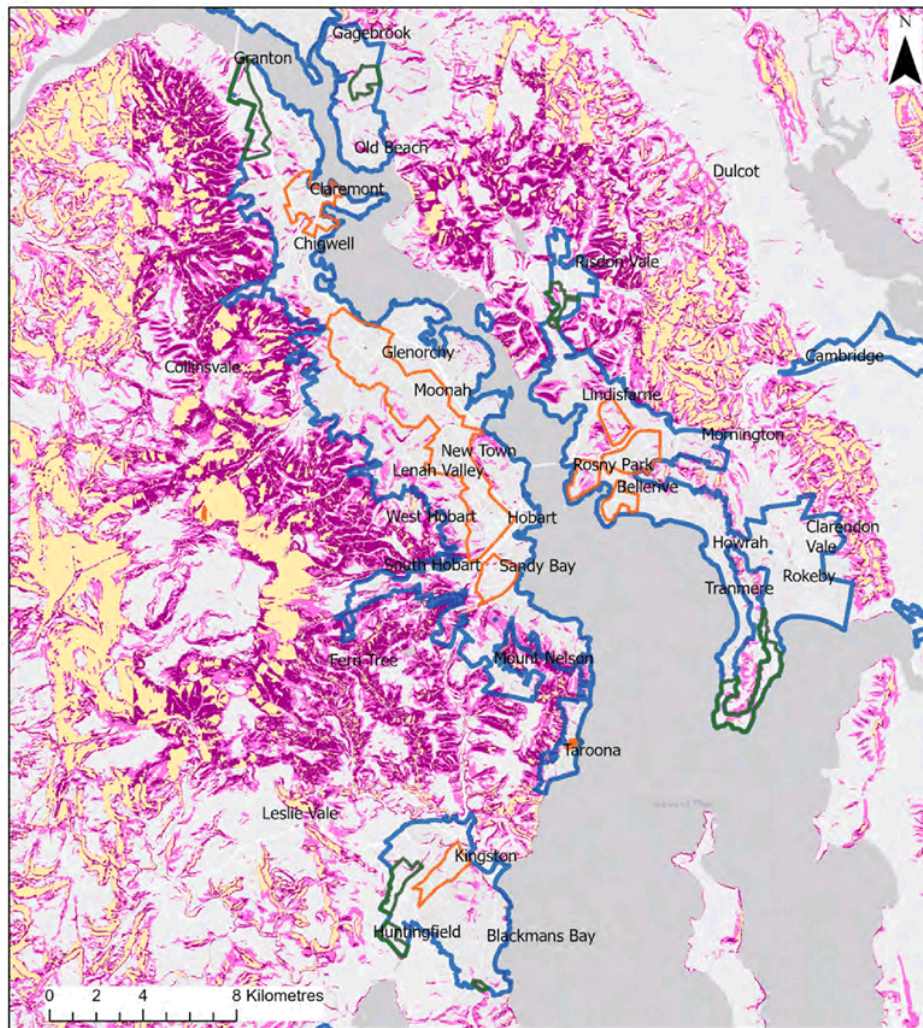 N
Gagebrook
Granton
Old Beach
Dulcot
Claremont
Chigwell
Risdon Vale
Glenorchy
Cambridge
Collinsvale
Moonah
Lindisfarne
Mornington
New Town
Lenah Valley
Rosny Park
Bellerive
West Hobart
Hobart
Howrah
Clarendon
Vale
South Hobart
Sandy Bay
Rokeby
Tranmere
Fern Tree
Mount Nelson
Taroona
Leslie Vale
Kingston
Huntingfield
Blackmans Bay
0 2 4 8 Kilometres